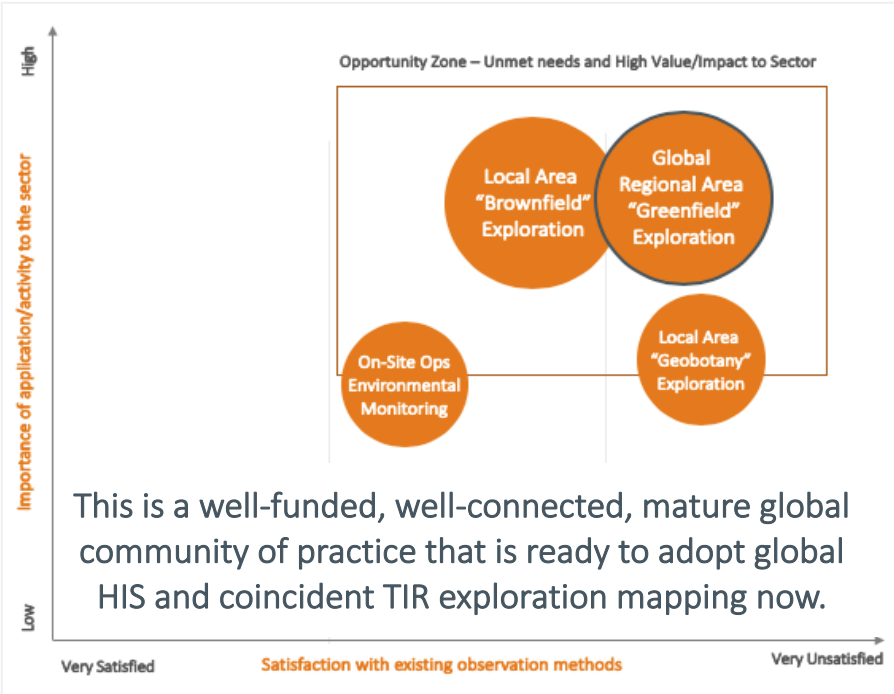 High
Opportunity Zone – Unmet needs and High Value/Impact to Sector
Importance of application/activity to the sector
Local Area
“Brownfield”
Exploration
Global
Regional Area
“Greenfield”
Exploration
On-Site Ops
Environmental
Monitoring
Local Area
“Geobotany”
Exploration
This is a well-funded, well-connected, mature global
community of practice that is ready to adopt global
HIS and coincident TIR exploration mapping now.
Low
Very Satisfied
Satisfaction with existing observation methods
Very Unsatisfied